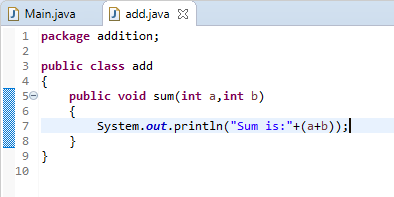 Main.java add.java
1 package addition;
2
3 public class add
4 {
5 public void sum(int a,int b)
6 {
7 System.out.println("Sum is:"+(a+b));
8 }
9 }
10